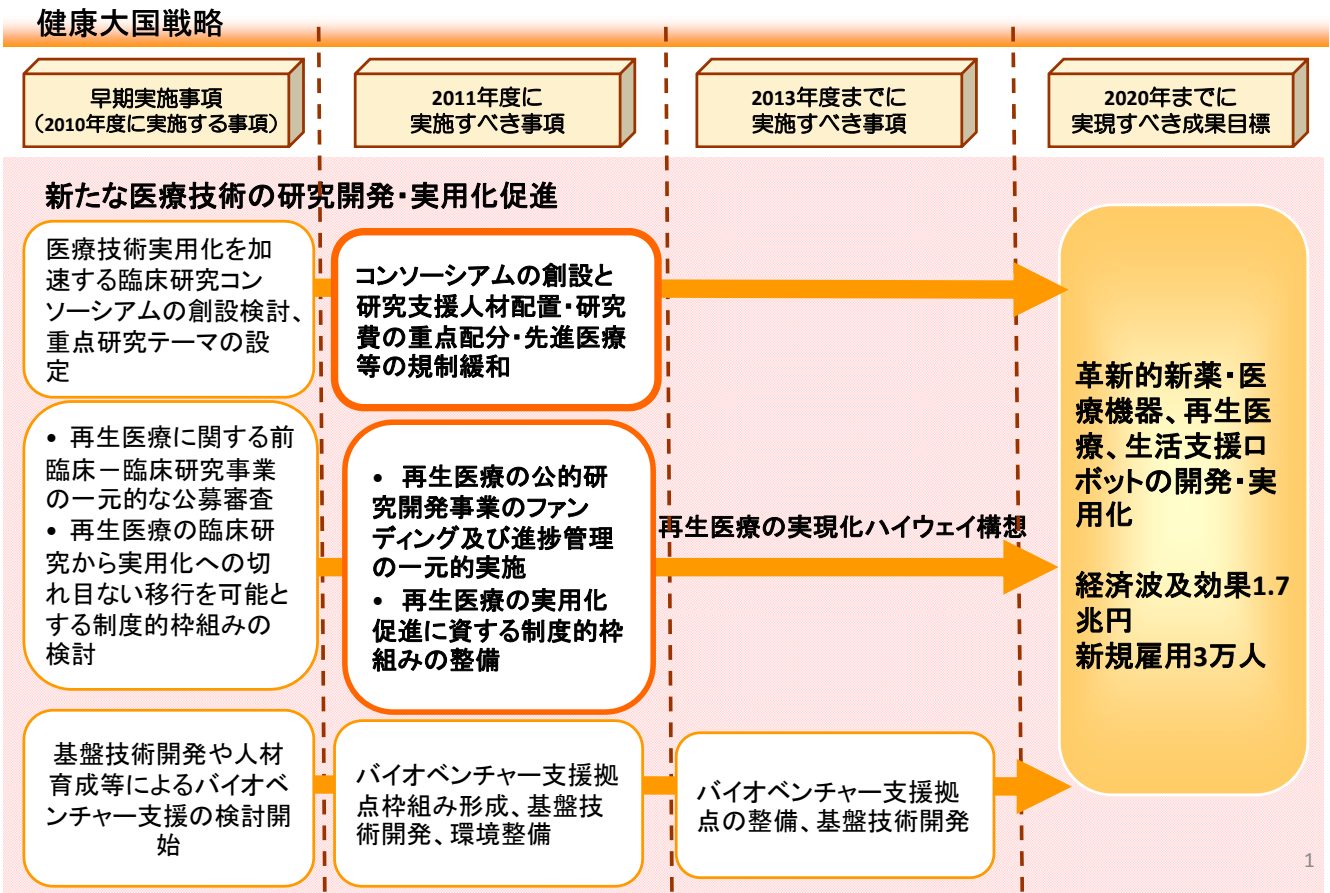 健康大国戦略
早期実施事項
（2010年度に実施する事項）
2011年度に
実施すべき事項
2013年度までに
実施すべき事項
2020年までに
実現すべき成果目標
新たな医療技術の研究開発・実用化促進
医療技術実用化を加
速する臨床研究コン
ソーシアムの創設検討、
重点研究テーマの設
定
コンソーシアムの創設と
研究支援人材配置・研究
費の重点配分・先進医療
等の規制緩和
• 再生医療に関する前
臨床－臨床研究事業
の一元的な公募審査
• 再生医療の臨床研
究から実用化への切
れ目ない移行を可能と
する制度的枠組みの
検討
• 再生医療の公的研
究開発事業のファン
ディング及び進捗管理
の一元的実施
• 再生医療の実用化
促進に資する制度的枠
組みの整備
再生医療の実現化ハイウェイ構想
基盤技術開発や人材
育成等によるバイオベ
ンチャー支援の検討開
始
バイオベンチャー支援拠
点枠組み形成、基盤技
術開発、環境整備
バイオベンチャー支援拠
点の整備、基盤技術開発
革新的新薬・医
療機器、再生医
療、生活支援ロ
ボットの開発・実
用化
経済波及効果1.7
兆円
新規雇用3万人
1